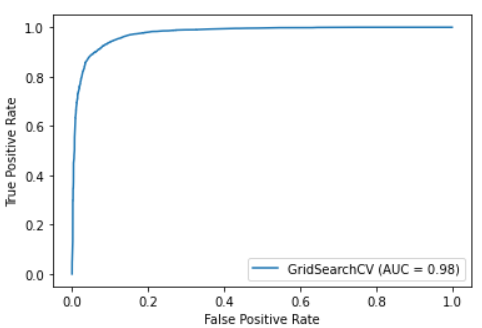 1.0
0.8
0.6
0.4
0.2
0.0
True Positive Rate
GridSearchCV (AUC = 0.98)
0.0 0.2 0.4 0.6 0.8 1.0
False Positive Rate